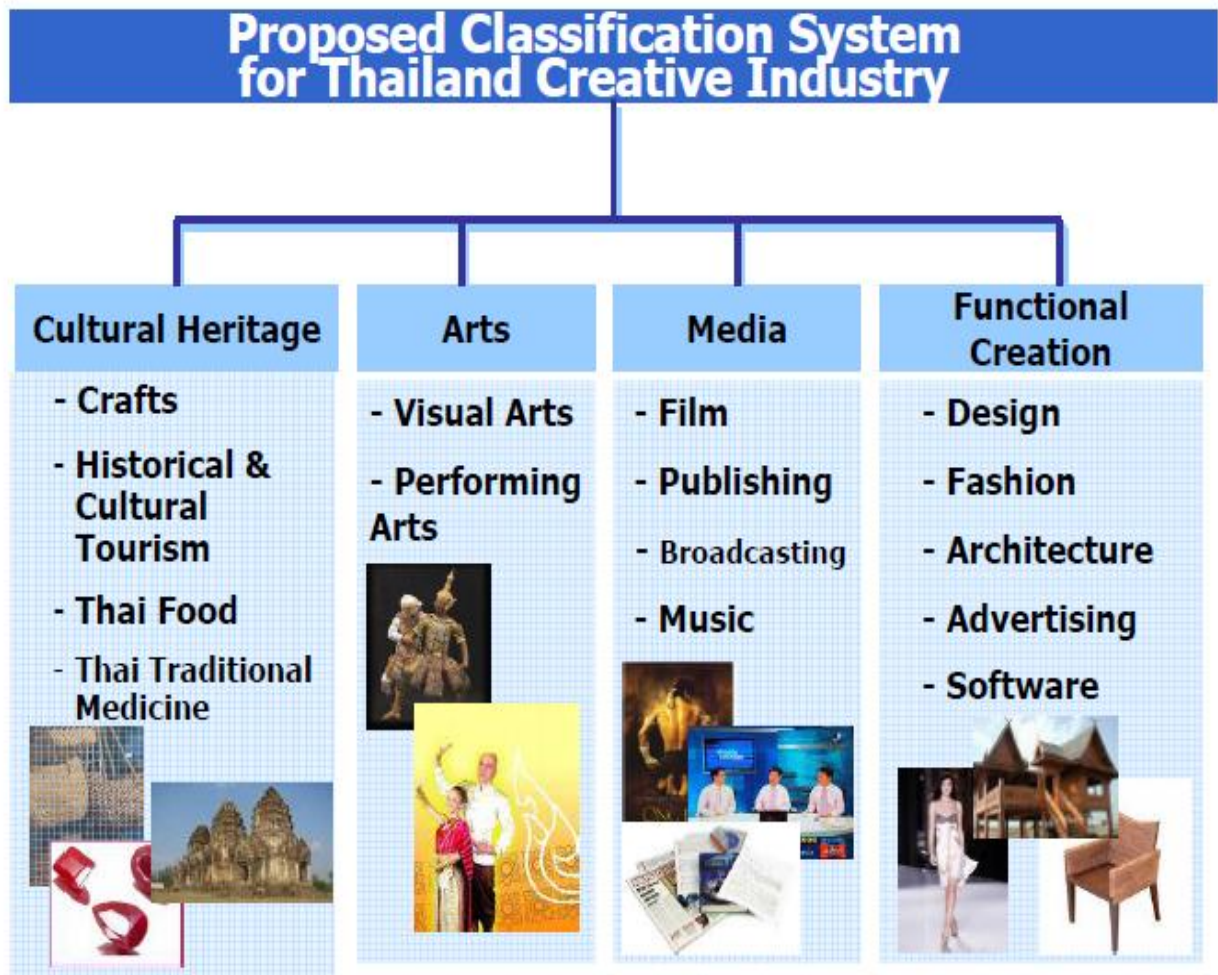 Proposed Classification System
for Thailand Creative Industry
Cultural Heritage
- Crafts
- Historical &
Cultural
Tourism
- Thai Food
- Thai Traditional
Medicine
Arts
- Visual Arts
- Performing
Arts
Media
- Film
- Publishing
- Broadcasting
- Music
Functional
Creation
- Design
- Fashion
- Architecture
- Advertising
- Software